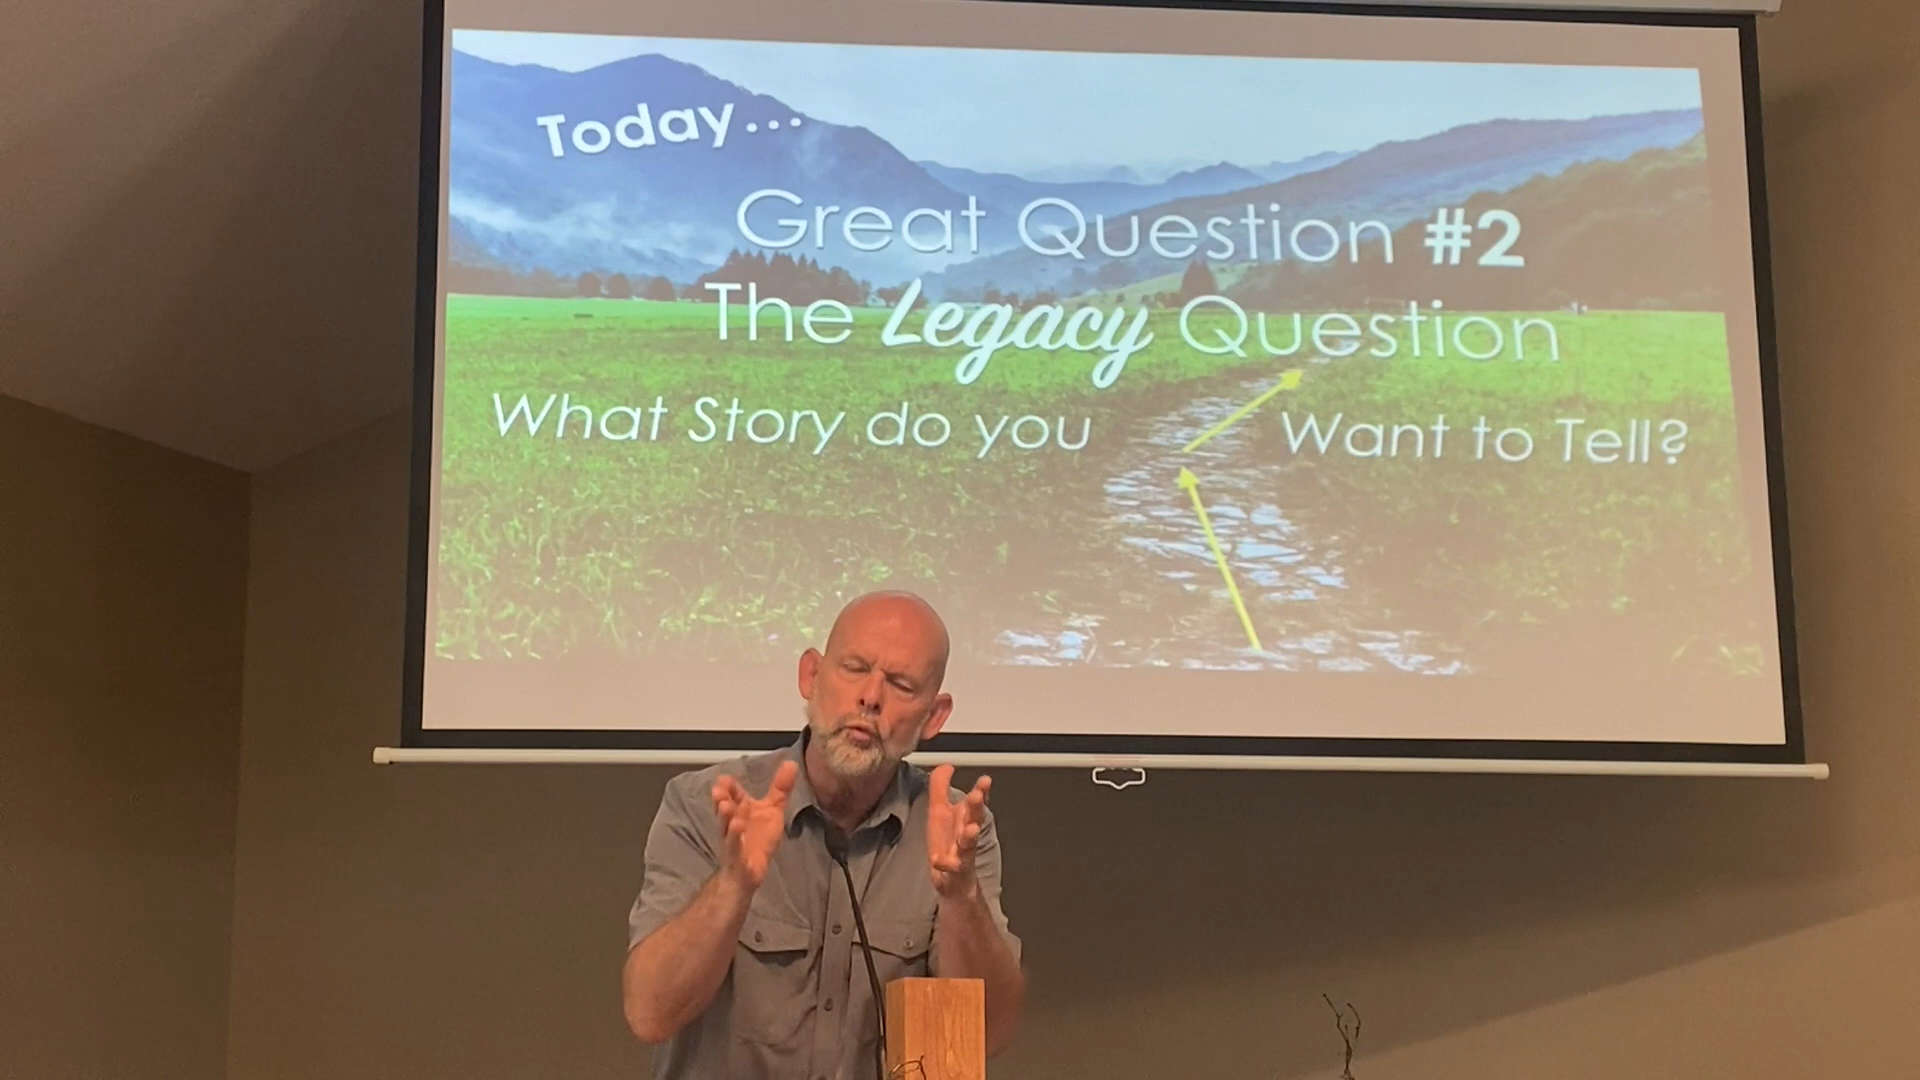 Today...
Great Question #2
The Legacy Question
What Story do you Want to Tell?